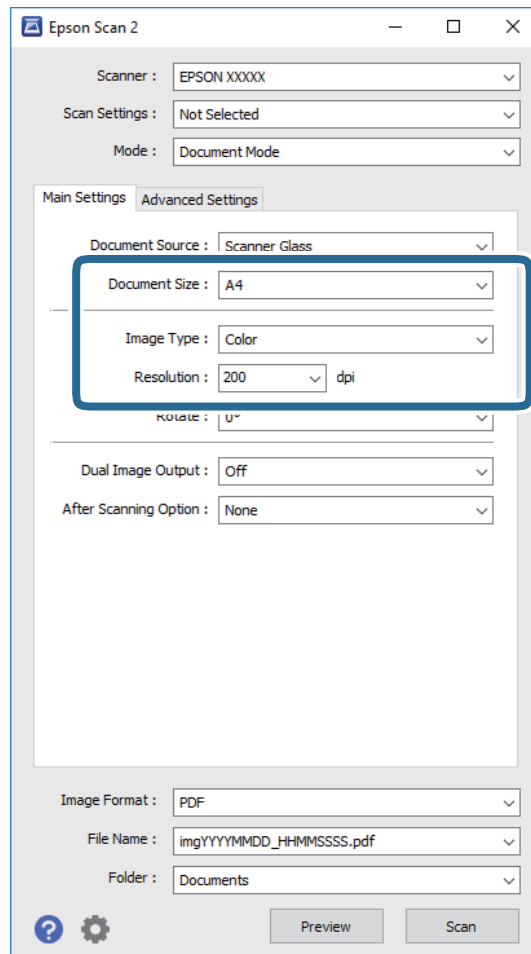 Epson Scan 2
Scanner : EPSON XXXXX
Scan Settings : Not Selected
Mode : Document Mode
Main Settings Advanced Settings
Document Source : Scanner Glass
Document Size : A4
Image Type : Color
Resolution : 200 dpi
Rotate : 0°
Dual Image Output : Off
After Scanning Option : None
Image Format : PDF
File Name : imgYYYYMMDD_HHMMSSSS.pdf
Folder : Documents
? Preview Scan